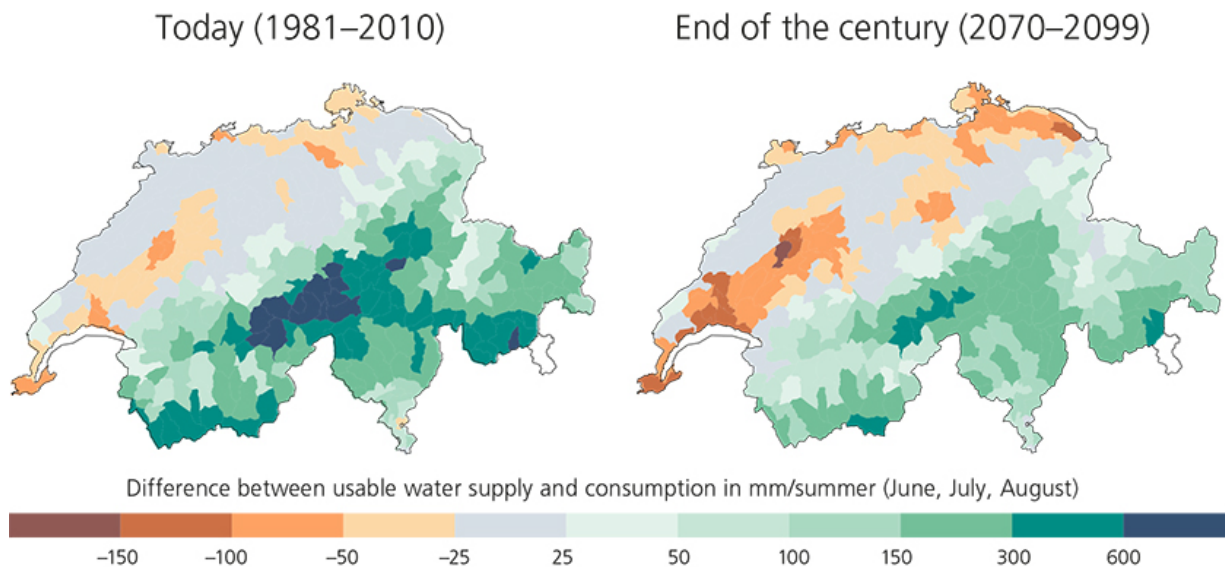 Today (1981–2010)
End of the century (2070–2099)
Difference between usable water supply and consumption in mm/summer (June, July, August)
–150 –100 –50 –25 25 50 100 150 300 600